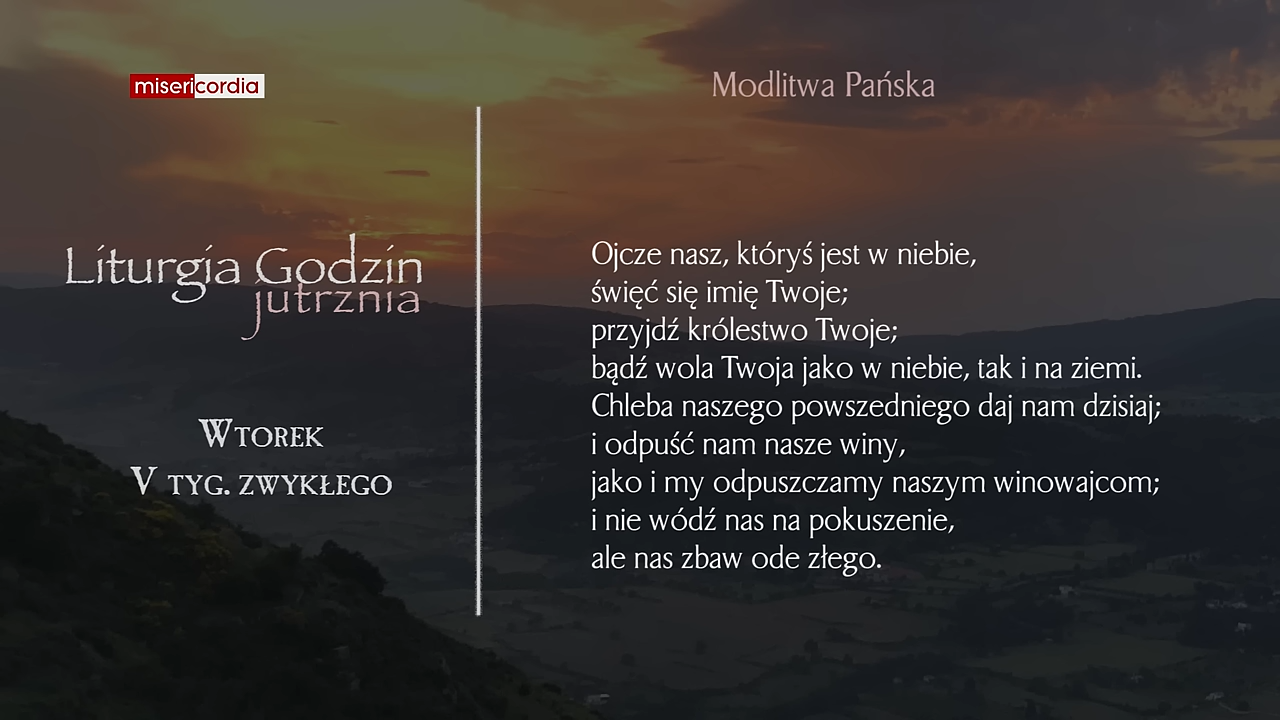 misericordia
Liturgia Godzin
jutrznia
Wtorek
V tyg. zwykłego
Modlitwa Pańska
Ojcze nasz, któryś jest w niebie,
święć się imię Twoje;
przyjdź królestwo Twoje;
bądź wola Twoja jako w niebie, tak i na ziemi.
Chleba naszego powszedniego daj nam dzisiaj;
i odpuść nam nasze winy,
jako i my odpuszczamy naszym winowajcom;
i nie wódź nas na pokuszenie,
ale nas zbaw ode złego.